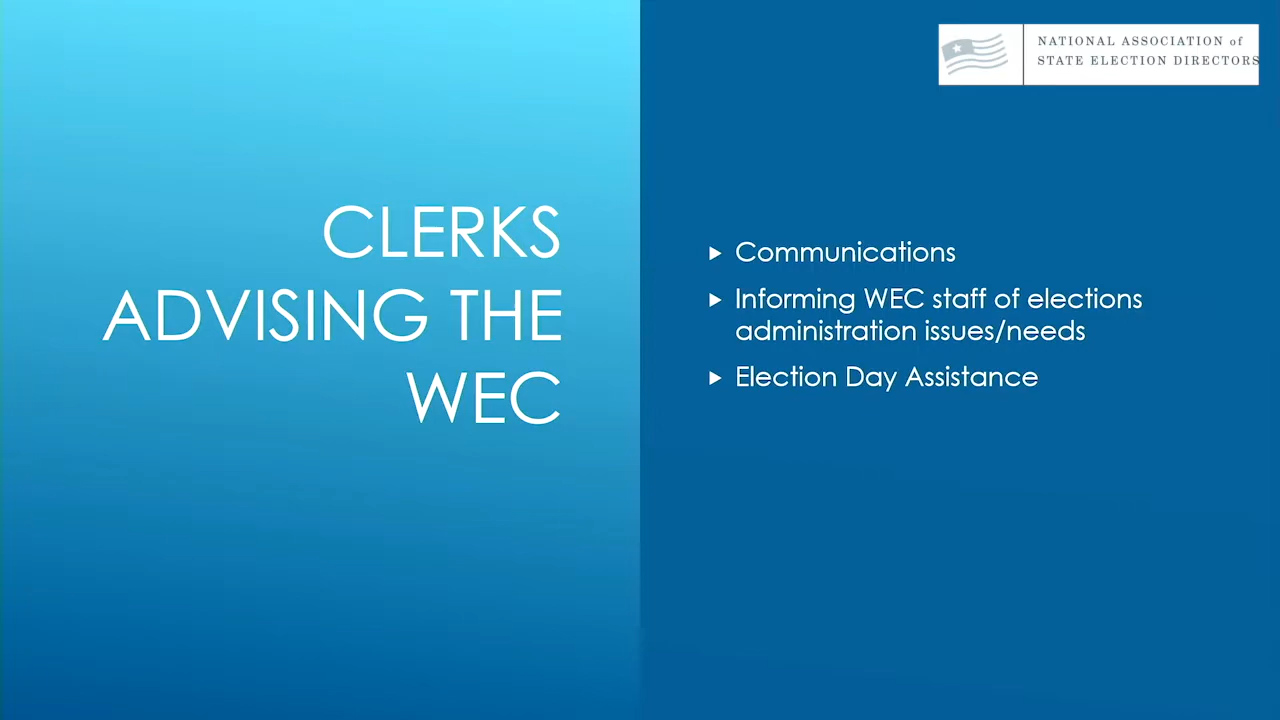 NATIONAL ASSOCIATION of
STATE ELECTION DIRECTORS
CLERKS
ADVISING THE
WEC
Communications
Informing WEC staff of elections
administration issues/needs
Election Day Assistance